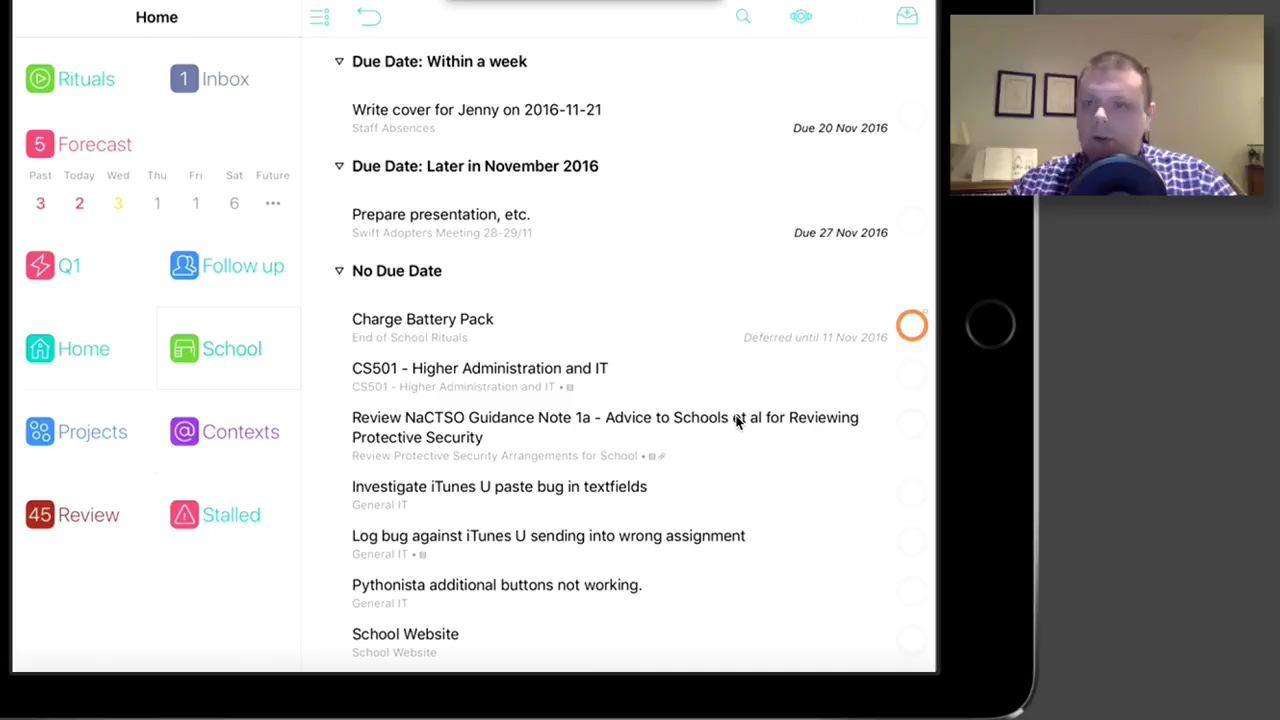 Home
Rituals
1 Inbox
5 Forecast
Past Today Wed Thu Fri Sat Future
3 2 3 1 1 6 •••
Q1
Follow up
Home
School
Projects
@ Contexts
45 Review
Stalled
Due Date: Within a week
Write cover for Jenny on 2016-11-21
Staff Absences
Due 20 Nov 2016
Due Date: Later in November 2016
Prepare presentation, etc.
Swift Adopters Meeting 28-29/11
Due 27 Nov 2016
No Due Date
Charge Battery Pack
End of School Rituals
Deferred until 11 Nov 2016
CS501 - Higher Administration and IT
CS501 - Higher Administration and IT •
Review NaCTSO Guidance Note 1a - Advice to Schools et al for Reviewing
Protective Security
Review Protective Security Arrangements for School •
Investigate iTunes U paste bug in textfields
General IT
Log bug against iTunes U sending into wrong assignment
General IT •
Pythonista additional buttons not working.
General IT
School Website
School Website